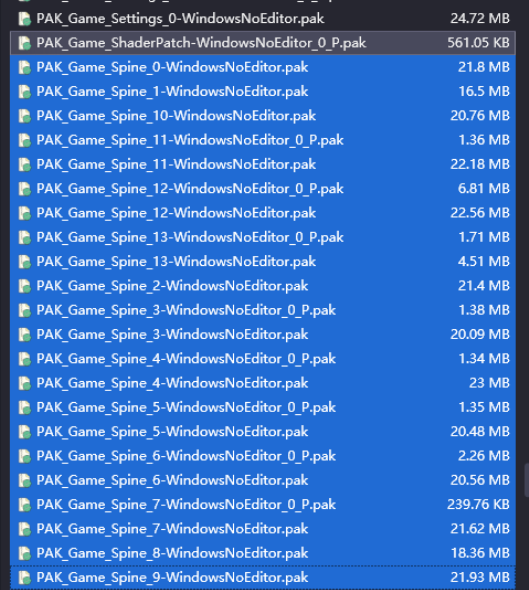 PAK_Game_Settings_0-WindowsNoEditor.pak 24.72 MB
PAK_Game_ShaderPatch-WindowsNoEditor_0_P.pak 561.05 KB
PAK_Game_Spine_0-WindowsNoEditor.pak 21.8 MB
PAK_Game_Spine_1-WindowsNoEditor.pak 16.5 MB
PAK_Game_Spine_10-WindowsNoEditor.pak 20.76 MB
PAK_Game_Spine_11-WindowsNoEditor_0_P.pak 1.36 MB
PAK_Game_Spine_11-WindowsNoEditor.pak 22.18 MB
PAK_Game_Spine_12-WindowsNoEditor_0_P.pak 6.81 MB
PAK_Game_Spine_12-WindowsNoEditor.pak 22.56 MB
PAK_Game_Spine_13-WindowsNoEditor_0_P.pak 1.71 MB
PAK_Game_Spine_13-WindowsNoEditor.pak 4.51 MB
PAK_Game_Spine_2-WindowsNoEditor.pak 21.4 MB
PAK_Game_Spine_3-WindowsNoEditor_0_P.pak 1.38 MB
PAK_Game_Spine_3-WindowsNoEditor.pak 20.09 MB
PAK_Game_Spine_4-WindowsNoEditor_0_P.pak 1.34 MB
PAK_Game_Spine_4-WindowsNoEditor.pak 23 MB
PAK_Game_Spine_5-WindowsNoEditor_0_P.pak 1.35 MB
PAK_Game_Spine_5-WindowsNoEditor.pak 20.48 MB
PAK_Game_Spine_6-WindowsNoEditor_0_P.pak 2.26 MB
PAK_Game_Spine_6-WindowsNoEditor.pak 20.56 MB
PAK_Game_Spine_7-WindowsNoEditor_0_P.pak 239.76 KB
PAK_Game_Spine_7-WindowsNoEditor.pak 21.62 MB
PAK_Game_Spine_8-WindowsNoEditor.pak 18.36 MB
PAK_Game_Spine_9-WindowsNoEditor.pak 21.93 MB